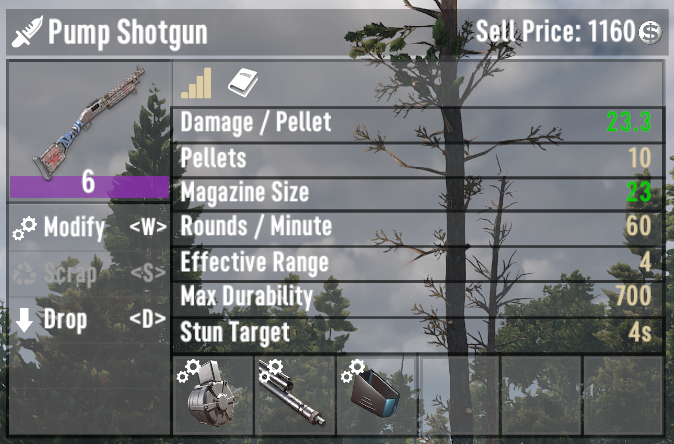 Pump Shotgun
Sell Price: 1160
6
Modify <W>
Scrap <S>
Drop <D>
Damage / Pellet 23.3
Pellets 10
Magazine Size 23
Rounds / Minute 60
Effective Range 4
Max Durability 700
Stun Target 4s